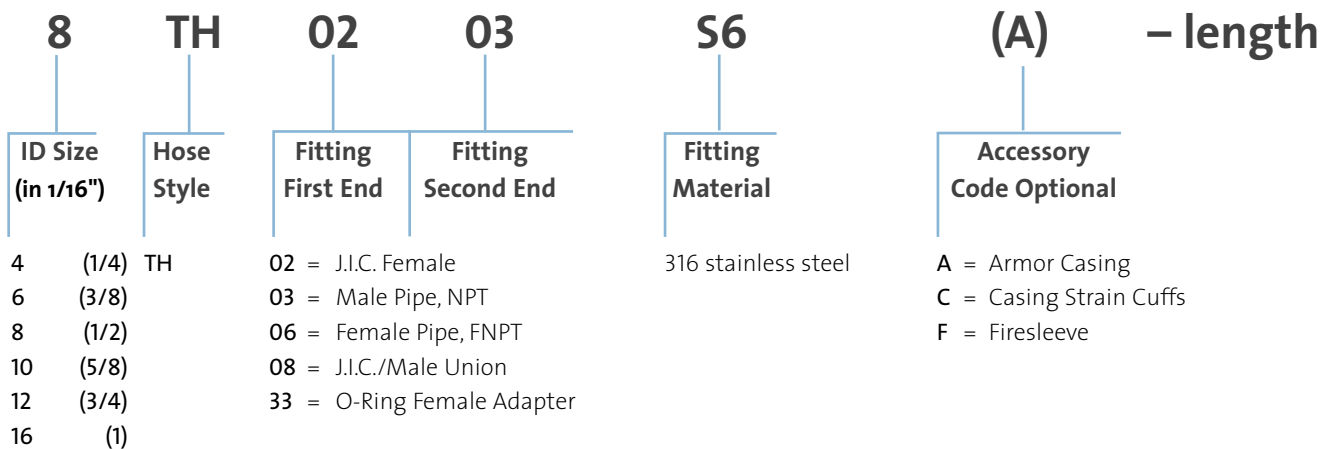 8 TH 02 03 S6 (A) – length
ID Size Hose Fitting Fitting Fitting Accessory
(in 1/16") Style First End Second End Material Code Optional
4 (1/4) TH 02 = J.I.C. Female 316 stainless steel A = Armor Casing
6 (3/8) 03 = Male Pipe, NPT C = Casing Strain Cuffs
8 (1/2) 06 = Female Pipe, FNPT F = Firesleeve
10 (5/8) 08 = J.I.C./Male Union
12 (3/4) 33 = O-Ring Female Adapter
16 (1)